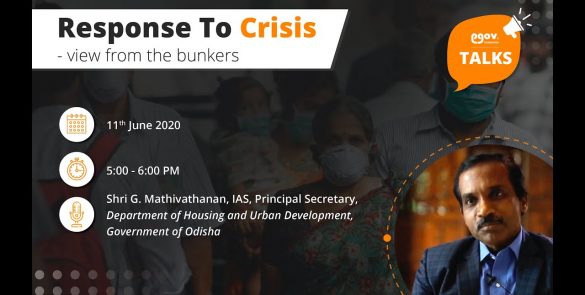 Response To Crisis
- view from the bunkers
egov.
TALKS
11th June 2020
5:00 - 6:00 PM
Shri G. Mathivathanan, IAS, Principal Secretary,
Department of Housing and Urban Development,
Government of Odisha